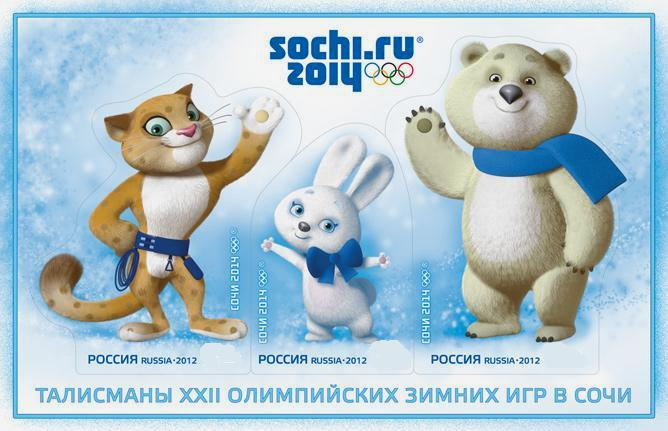 sochi.ru®
2014
СОЧИ 2014
СОЧИ 2014
СОЧИ 2014
РОССИЯ RUSSIA·2012
РОССИЯ RUSSIA·2012
РОССИЯ RUSSIA·2012
ТАЛИСМАНЫ XXII ОЛИМПИЙСКИХ ЗИМНИХ ИГР В СОЧИ